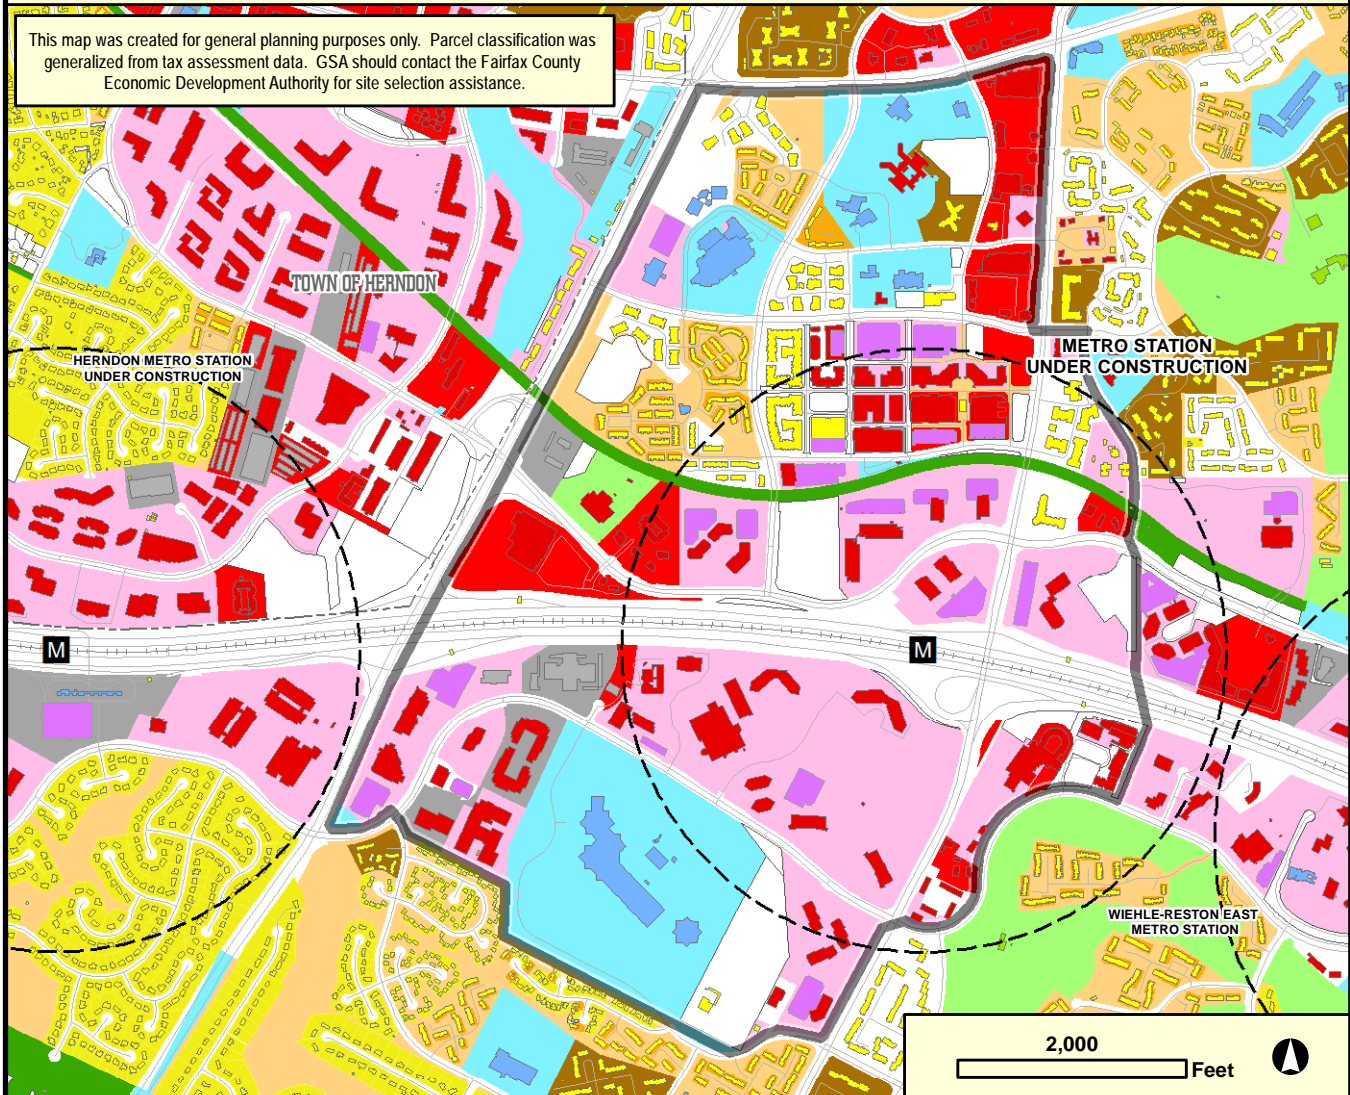 This map was created for general planning purposes only. Parcel classification was
generalized from tax assessment data. GSA should contact the Fairfax County
Economic Development Authority for site selection assistance.
TOWN OF HERNDON
HERNDON METRO STATION
UNDER CONSTRUCTION
METRO STATION
UNDER CONSTRUCTION
M
M
WIEHLE-RESTON EAST
METRO STATION
2,000
Feet